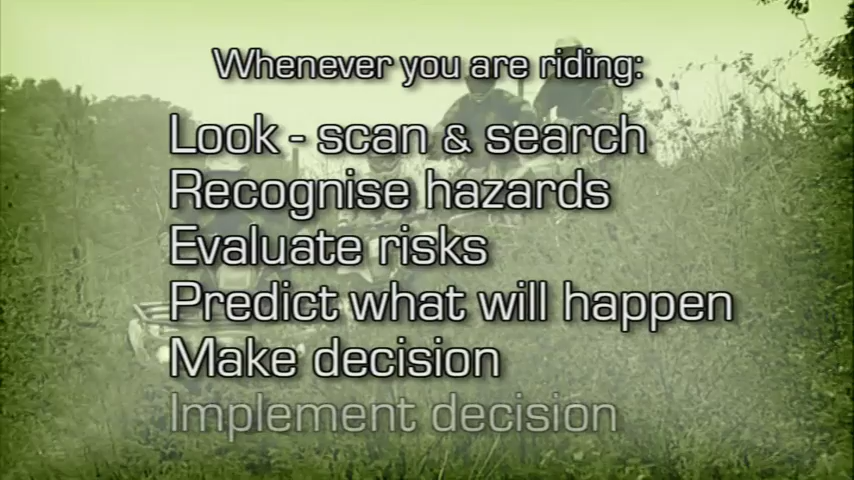 Whenever you are riding:
Look - scan & search
Recognise hazards
Evaluate risks
Predict what will happen
Make decision
Implement decision